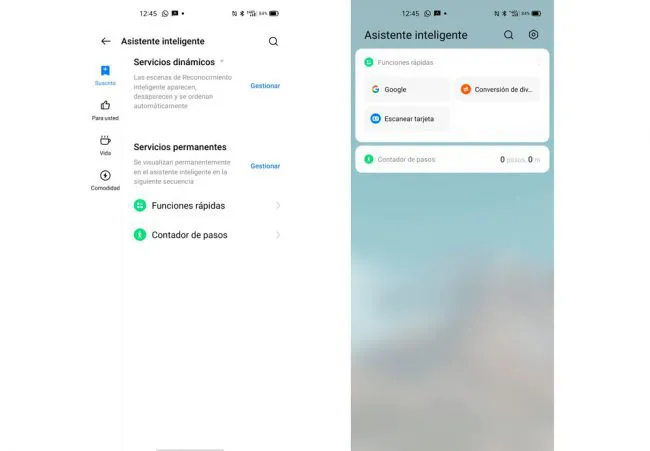 12:45
84%
Asistente inteligente
Suscrito
Para usted
Vida
Comodidad
Servicios dinámicos
Las escenas de Reconocimiento
inteligente aparecen,
desaparecen y se ordenan
automáticamente
Gestionar
Servicios permanentes
Se visualizan permanentemente
en el asistente inteligente en la
siguiente secuencia
Gestionar
Funciones rápidas
Contador de pasos
12:45
84%
Asistente inteligente
Funciones rápidas
Google
Conversión de div...
Escanear tarjeta
Contador de pasos
0 pasos, 0 m